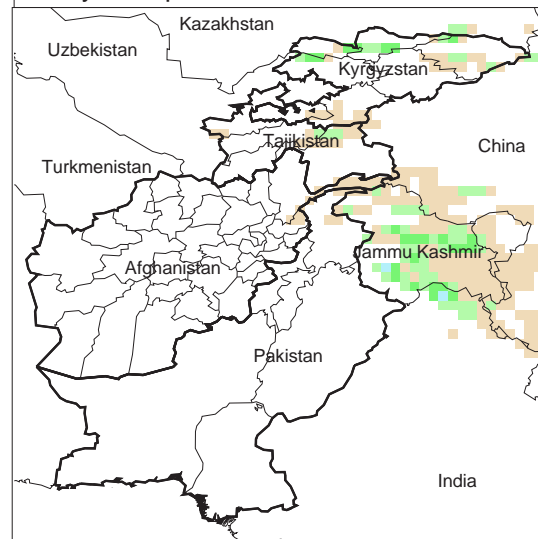 Kazakhstan
Uzbekistan
Kyrgyzstan
Tajikistan
China
Turkmenistan
Jammu Kashmir
Afghanistan
Pakistan
India